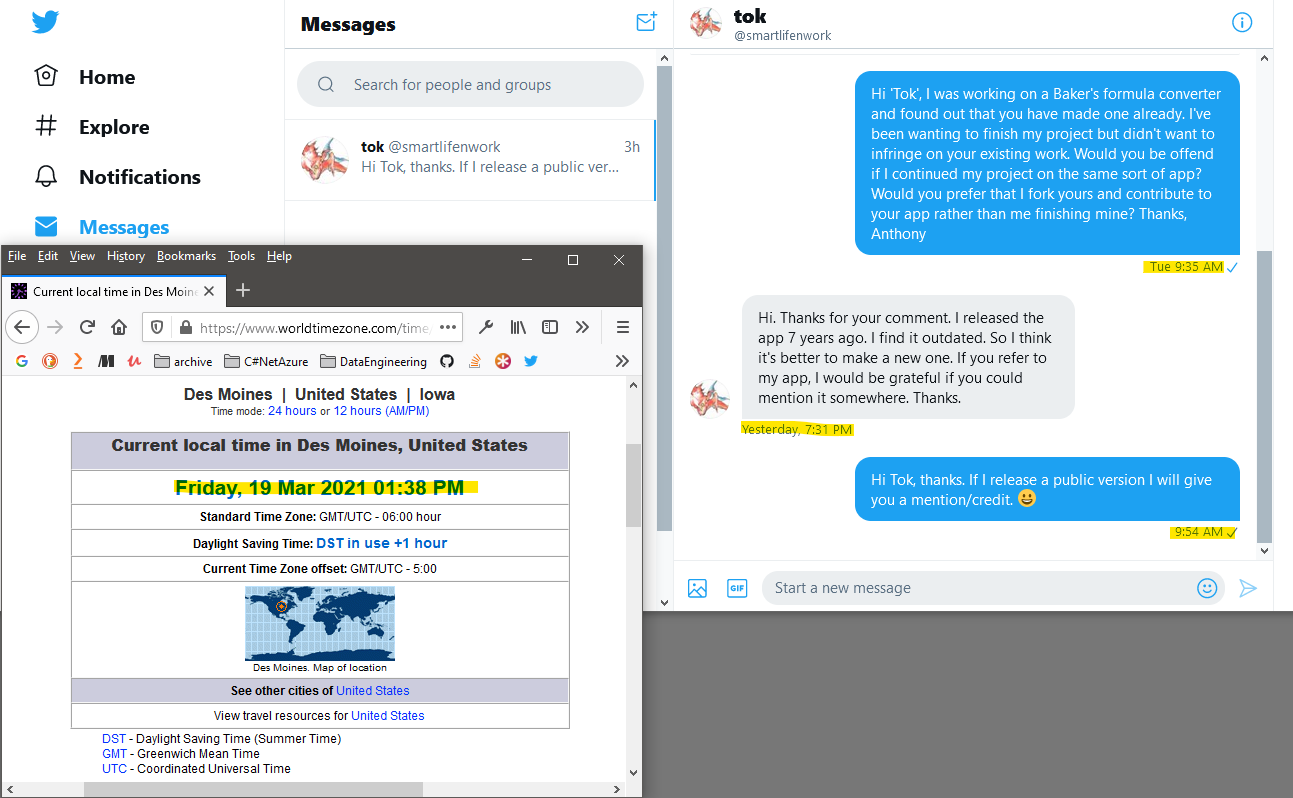 Home
Explore
Notifications
Messages
Messages
Search for people and groups
tok @smartlifenwork 3h
Hi Tok, thanks. If I release a public ver...
tok
@smartlifenwork
Hi 'Tok', I was working on a Baker's formula converter
and found out that you have made one already. I've
been wanting to finish my project but didn't want to
infringe on your existing work. Would you be offend
if I continued my project on the same sort of app?
Would you prefer that I fork yours and contribute to
your app rather than me finishing mine? Thanks,
Anthony
Tue 9:35 AM
Hi. Thanks for your comment. I released the
app 7 years ago. I find it outdated. So I think
it's better to make a new one. If you refer to
my app, I would be grateful if you could
mention it somewhere. Thanks.
Yesterday, 7:31 PM
Hi Tok, thanks. If I release a public version I will give
you a mention/credit. 😀
9:54 AM
GIF
Start a new message
File Edit View History Bookmarks Tools Help
Current local time in Des Moine
https://www.worldtimezone.com/time/
archive C#NetAzure DataEngineering
Des Moines | United States | Iowa
Time mode: 24 hours or 12 hours (AM/PM)
Current local time in Des Moines, United States
Friday, 19 Mar 2021 01:38 PM
Standard Time Zone: GMT/UTC - 06:00 hour
Daylight Saving Time: DST in use +1 hour
Current Time Zone offset: GMT/UTC - 5:00
Des Moines. Map of location
See other cities of United States
View travel resources for United States
DST - Daylight Saving Time (Summer Time)
GMT - Greenwich Mean Time
UTC - Coordinated Universal Time